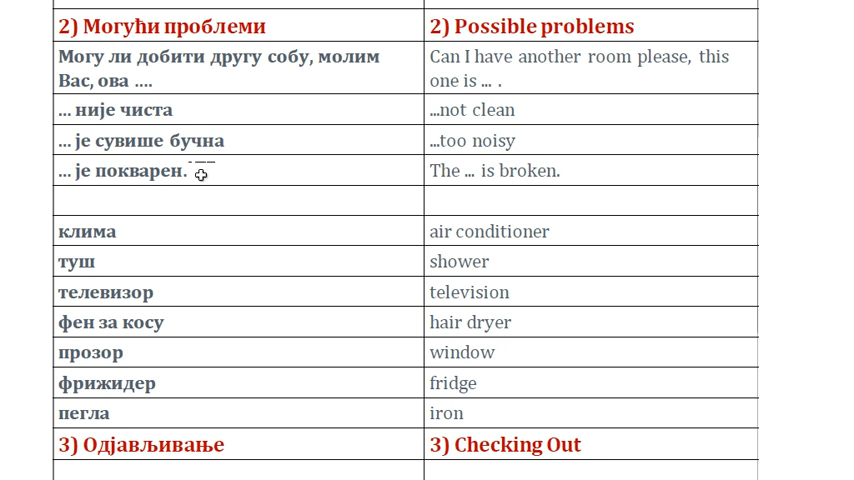 2) Могући проблеми
2) Possible problems
Могу ли добити другу собу, молим
Вас, ова ....
Can I have another room please, this
one is ... .
... није чиста
...not clean
... је сувише бучна
...too noisy
... је покварен.
The ... is broken.
клима
air conditioner
туш
shower
телевизор
television
фен за косу
hair dryer
прозор
window
фрижидер
fridge
пегла
iron
3) Одјављивање
3) Checking Out